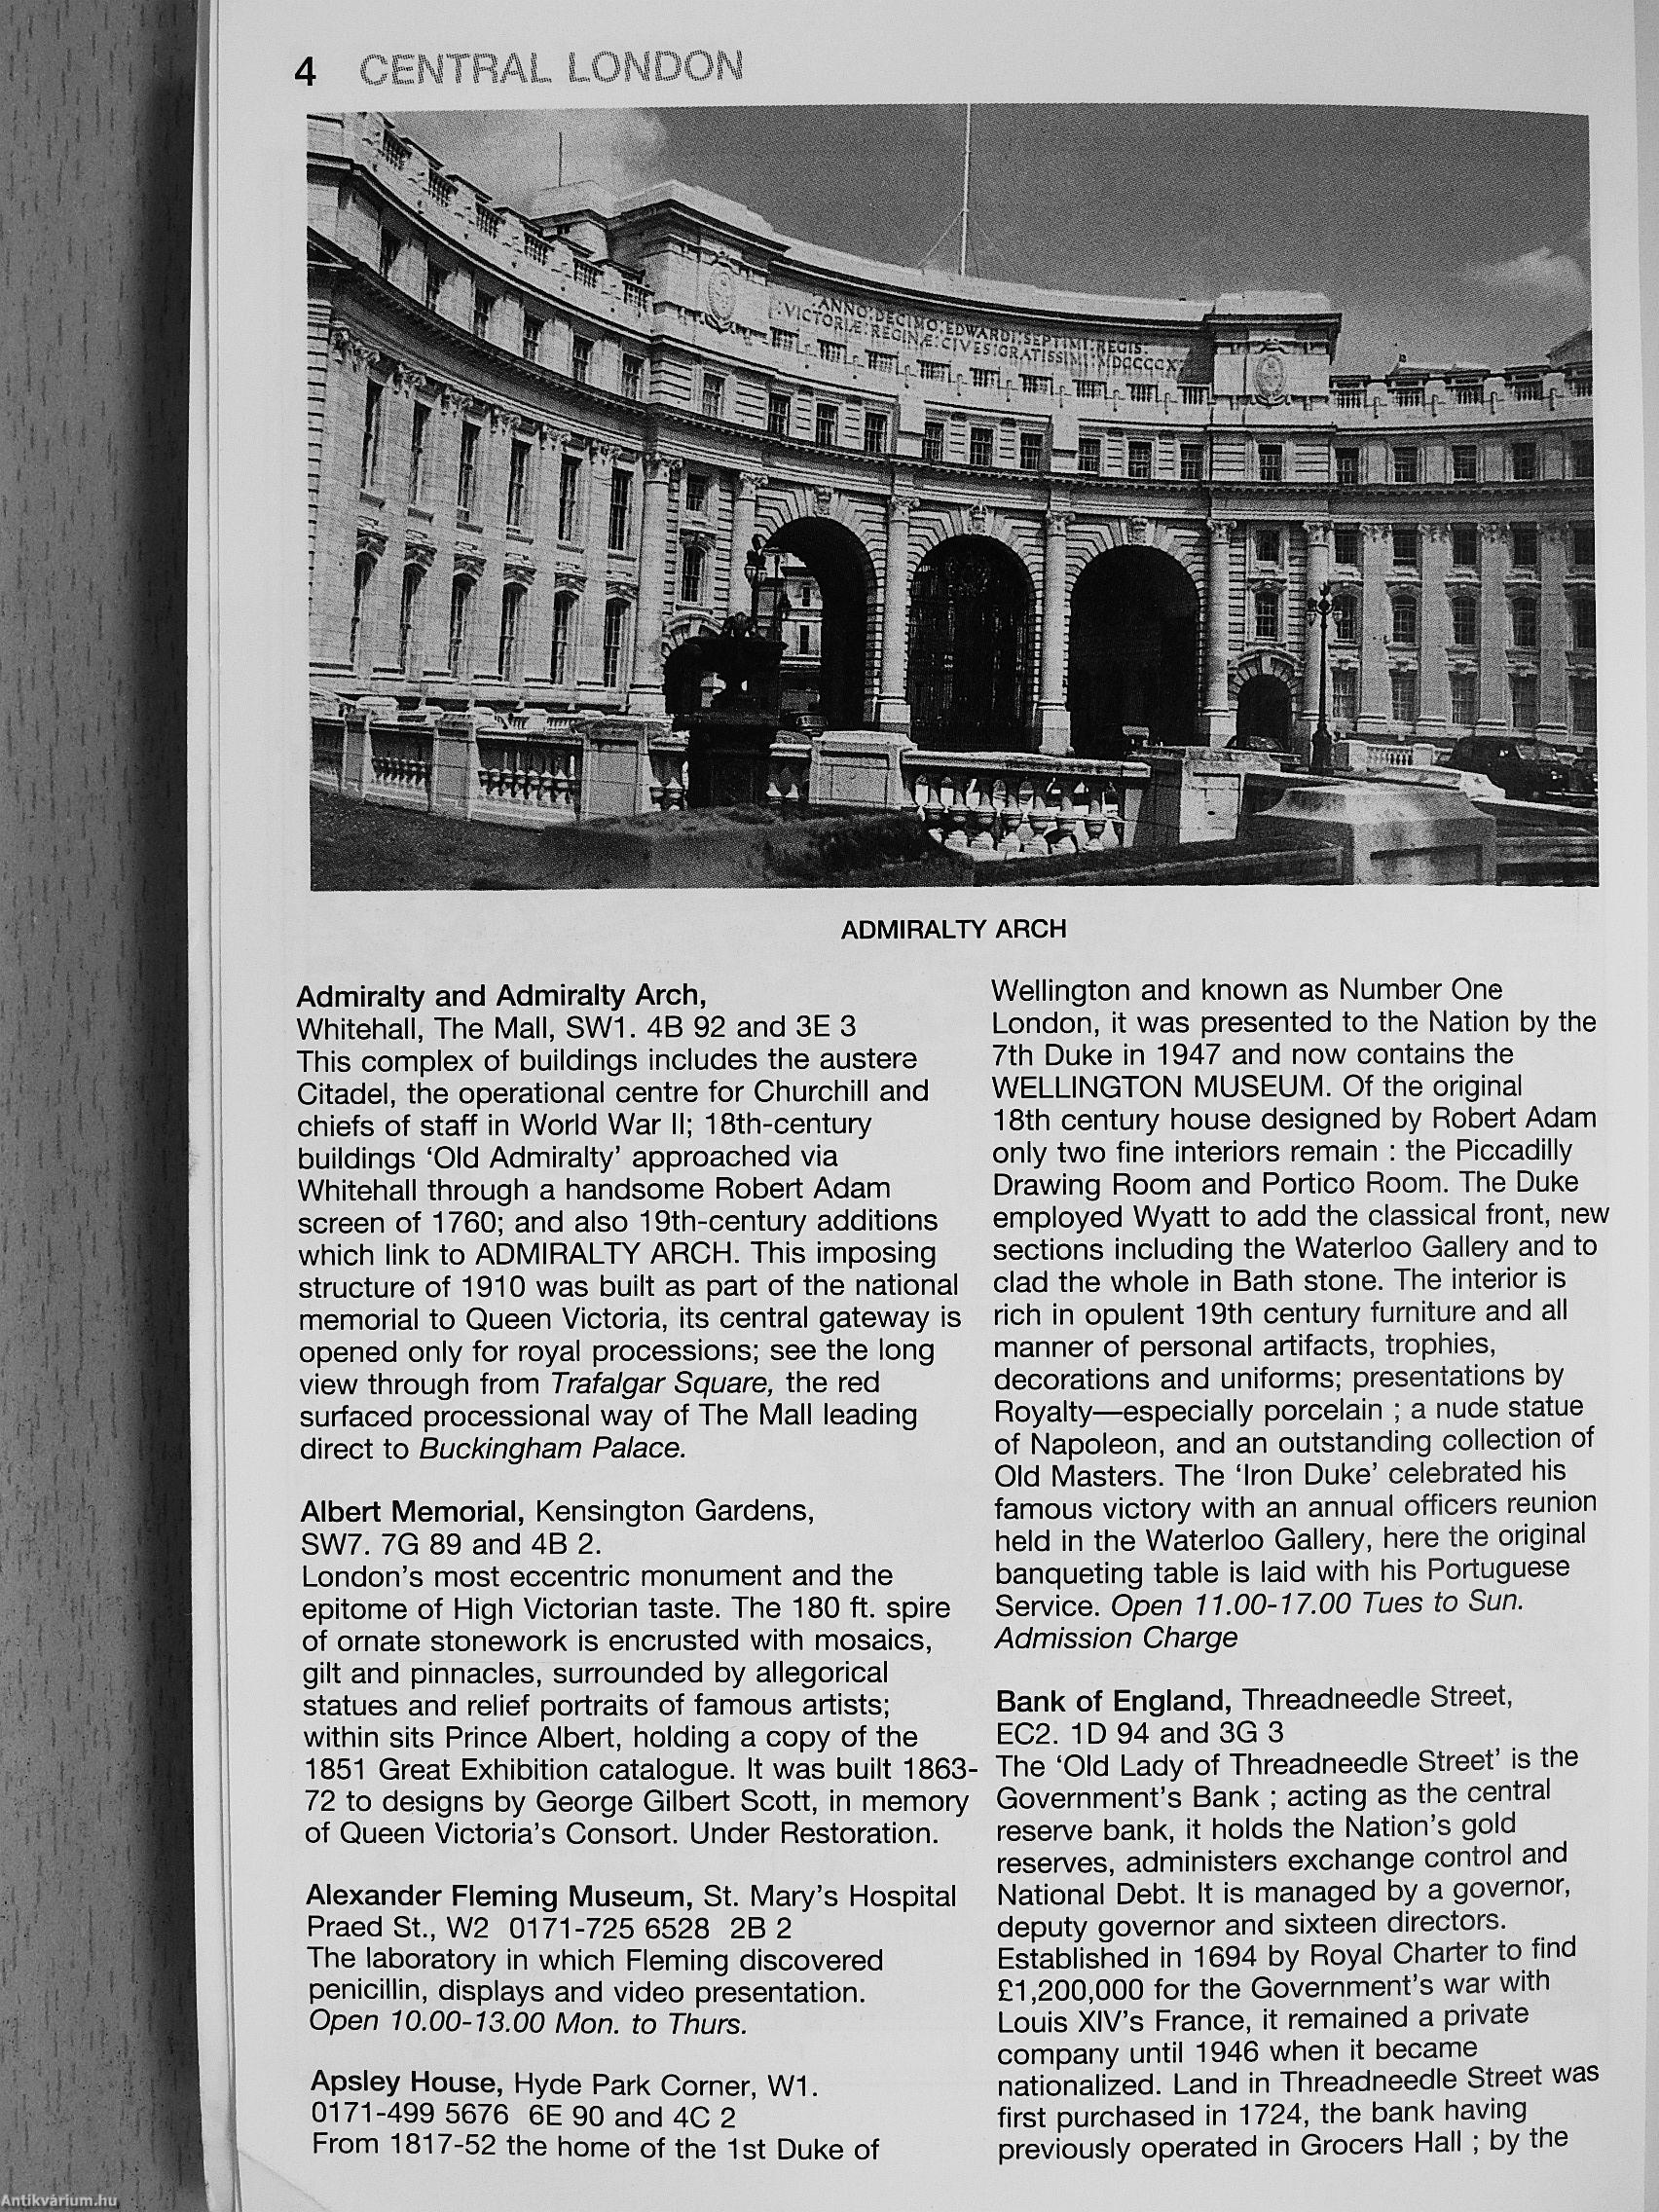 4 CENTRAL LONDON
·ANNO:DECIMO:EDWARDI:SEPTIMI:REGIS·
:VICTORIÆ:REGINÆ:CIVES:GRATISSIMI:MDCCCCX:
ADMIRALTY ARCH
Admiralty and Admiralty Arch,
Whitehall, The Mall, SW1. 4B 92 and 3E 3
This complex of buildings includes the austere
Citadel, the operational centre for Churchill and
chiefs of staff in World War II; 18th-century
buildings ‘Old Admiralty’ approached via
Whitehall through a handsome Robert Adam
screen of 1760; and also 19th-century additions
which link to ADMIRALTY ARCH. This imposing
structure of 1910 was built as part of the national
memorial to Queen Victoria, its central gateway is
opened only for royal processions; see the long
view through from Trafalgar Square, the red
surfaced processional way of The Mall leading
direct to Buckingham Palace.
Albert Memorial, Kensington Gardens,
SW7. 7G 89 and 4B 2.
London’s most eccentric monument and the
epitome of High Victorian taste. The 180 ft. spire
of ornate stonework is encrusted with mosaics,
gilt and pinnacles, surrounded by allegorical
statues and relief portraits of famous artists;
within sits Prince Albert, holding a copy of the
1851 Great Exhibition catalogue. It was built 1863-
72 to designs by George Gilbert Scott, in memory
of Queen Victoria’s Consort. Under Restoration.
Alexander Fleming Museum, St. Mary’s Hospital
Praed St., W2 0171-725 6528 2B 2
The laboratory in which Fleming discovered
penicillin, displays and video presentation.
Open 10.00-13.00 Mon. to Thurs.
Apsley House, Hyde Park Corner, W1.
0171-499 5676 6E 90 and 4C 2
From 1817-52 the home of the 1st Duke of
Wellington and known as Number One
London, it was presented to the Nation by the
7th Duke in 1947 and now contains the
WELLINGTON MUSEUM. Of the original
18th century house designed by Robert Adam
only two fine interiors remain : the Piccadilly
Drawing Room and Portico Room. The Duke
employed Wyatt to add the classical front, new
sections including the Waterloo Gallery and to
clad the whole in Bath stone. The interior is
rich in opulent 19th century furniture and all
manner of personal artifacts, trophies,
decorations and uniforms; presentations by
Royalty—especially porcelain ; a nude statue
of Napoleon, and an outstanding collection of
Old Masters. The ‘Iron Duke’ celebrated his
famous victory with an annual officers reunion
held in the Waterloo Gallery, here the original
banqueting table is laid with his Portuguese
Service. Open 11.00-17.00 Tues to Sun.
Admission Charge
Bank of England, Threadneedle Street,
EC2. 1D 94 and 3G 3
The ‘Old Lady of Threadneedle Street’ is the
Government’s Bank ; acting as the central
reserve bank, it holds the Nation’s gold
reserves, administers exchange control and
National Debt. It is managed by a governor,
deputy governor and sixteen directors.
Established in 1694 by Royal Charter to find
£1,200,000 for the Government’s war with
Louis XIV’s France, it remained a private
company until 1946 when it became
nationalized. Land in Threadneedle Street was
first purchased in 1724, the bank having
previously operated in Grocers Hall ; by the
Antikvárium.hu